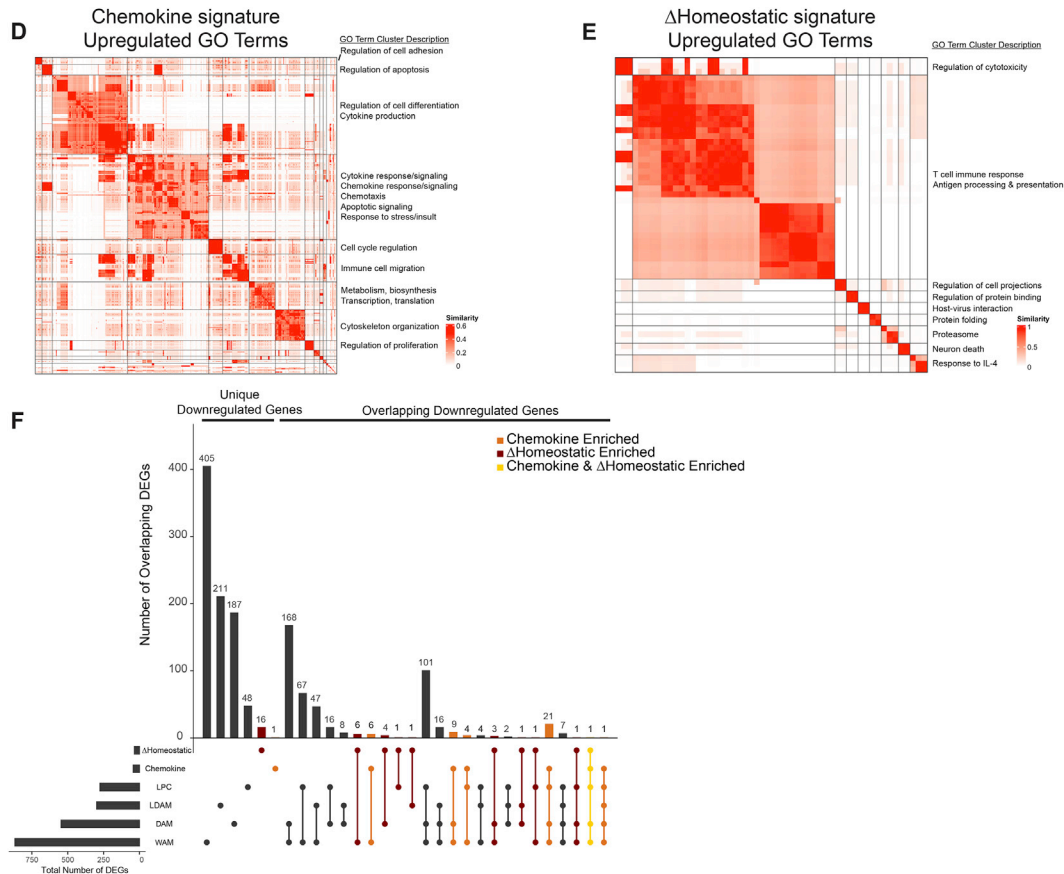 D
Chemokine signature
Upregulated GO Terms
GO Term Cluster Description
Regulation of cell adhesion
Regulation of apoptosis
Regulation of cell differentiation
Cytokine production
Cytokine response/signaling
Chemokine response/signaling
Chemotaxis
Apoptotic signaling
Response to stress/insult
Cell cycle regulation
Immune cell migration
Metabolism, biosynthesis
Transcription, translation
Cytoskeleton organization
Regulation of proliferation
Similarity
0.6
0.4
0.2
0
E
ΔHomeostatic signature
Upregulated GO Terms
GO Term Cluster Description
Regulation of cytotoxicity
T cell immune response
Antigen processing & presentation
Regulation of cell projections
Regulation of protein binding
Host-virus interaction
Protein folding
Proteasome
Neuron death
Response to IL-4
Similarity
1
0.5
0
F
Unique
Downregulated Genes
Overlapping Downregulated Genes
Chemokine Enriched
ΔHomeostatic Enriched
Chemokine & ΔHomeostatic Enriched
Number of Overlapping DEGs
400
300
200
100
0
405 211 187 48 16 1 168 67 47 16 8 6 6 4 1 1 101 16 9 4 4 3 2 1 1 21 7 1 1 1
ΔHomeostatic
Chemokine
LPC
LDAM
DAM
WAM
750 500 250 0
Total Number of DEGs